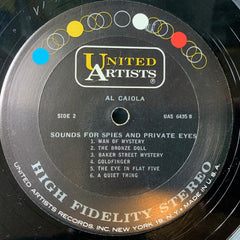 UNITED
ARTISTS
AL CAIOLA
SIDE 2
UAS 6435 B
SOUNDS FOR SPIES AND PRIVATE EYES
1. MAN OF MYSTERY
2. THE BRONZE DOLL
3. BAKER STREET MYSTERY
4. GOLDFINGER
5. THE EYE IN FLAT FIVE
6. A QUIET THING
HIGH FIDELITY STEREO
UNITED ARTISTS RECORDS, INC. NEW YORK 19, N.Y. MADE IN U.S.A.